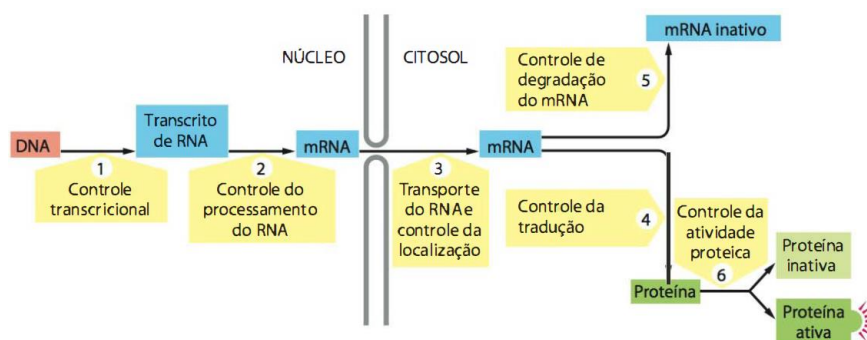 NÚCLEO
CITOSOL
DNA
Transcrito
de RNA
mRNA
mRNA
mRNA inativo
Proteína
Proteína
inativa
Proteína
ativa
1
Controle
transcricional
2
Controle do
processamento
do RNA
3
Transporte
do RNA e
controle da
localização
Controle da
tradução
4
Controle de
degradação
do mRNA
5
Controle da
atividade
proteica
6